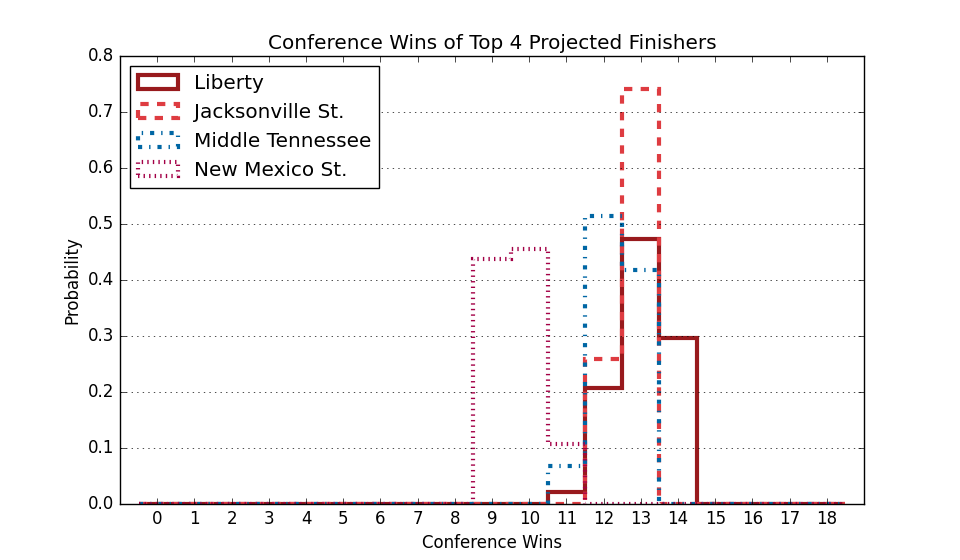 Conference Wins of Top 4 Projected Finishers
0.8
0.7
0.6
0.5
0.4
0.3
0.2
0.1
0.0
Probability
Liberty
Jacksonville St.
Middle Tennessee
New Mexico St.
0 1 2 3 4 5 6 7 8 9 10 11 12 13 14 15 16 17 18
Conference Wins